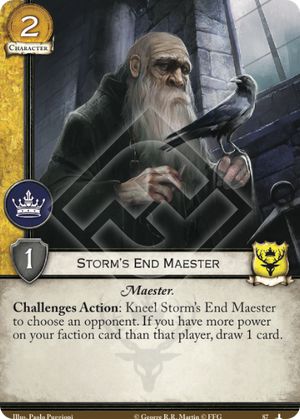 2
CHARACTER
1
STORM'S END MAESTER
Maester.
Challenges Action: Kneel Storm's End Maester
to choose an opponent. If you have more power
on your faction card than that player, draw 1 card.
Illus. Paolo Puggioni
© George R.R. Martin © FFG
87